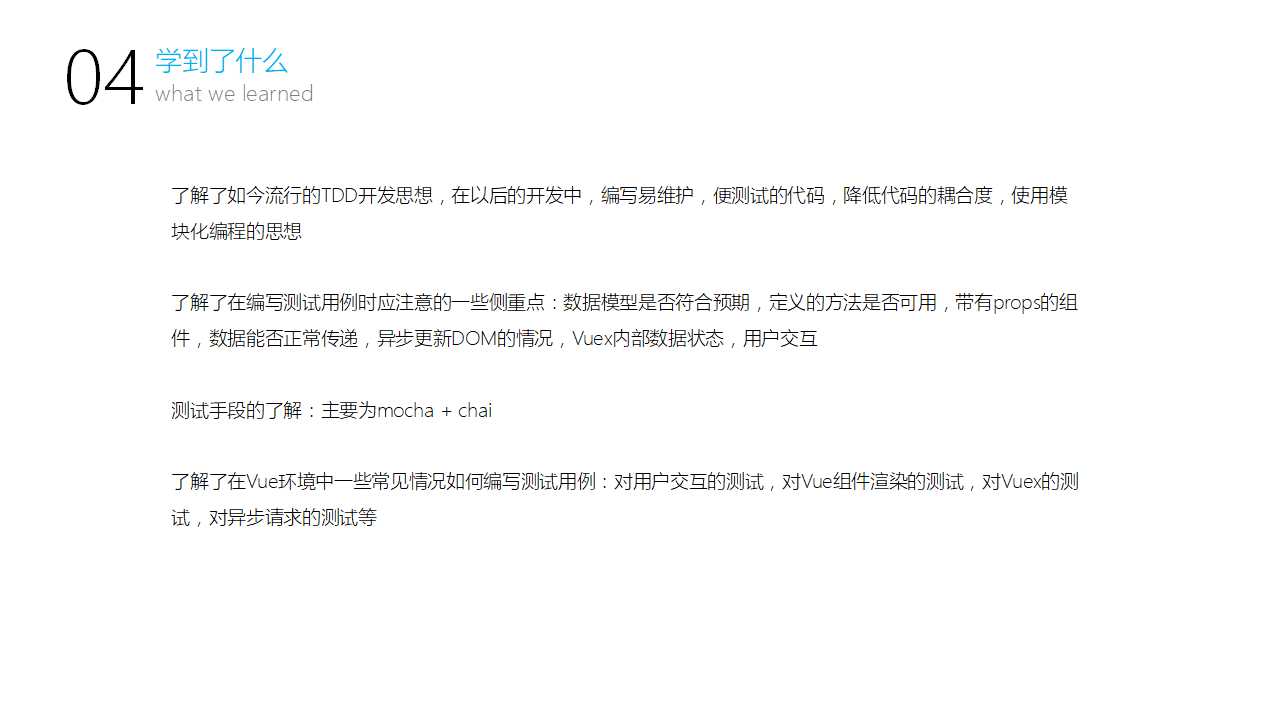 04
学到了什么
what we learned
了解了如今流行的TDD开发思想，在以后的开发中，编写易维护，便测试的代码，降低代码的耦合度，使用模
块化编程的思想
了解了在编写测试用例时应注意的一些侧重点：数据模型是否符合预期，定义的方法是否可用，带有props的组
件，数据能否正常传递，异步更新DOM的情况，Vuex内部数据状态，用户交互
测试手段的了解：主要为mocha + chai
了解了在Vue环境中一些常见情况如何编写测试用例：对用户交互的测试，对Vue组件渲染的测试，对Vuex的测
试，对异步请求的测试等